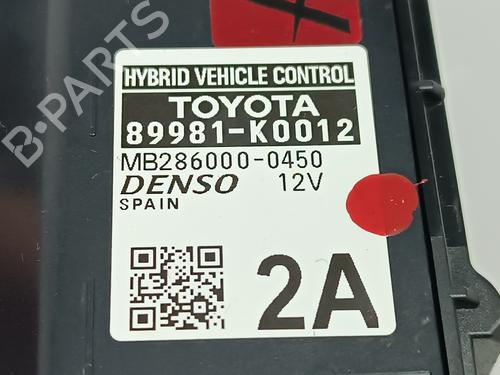 HYBRID VEHICLE CONTROL
TOYOTA
89981-K0012
MB286000-0450
DENSO 12V
SPAIN
2A
B-PARTS